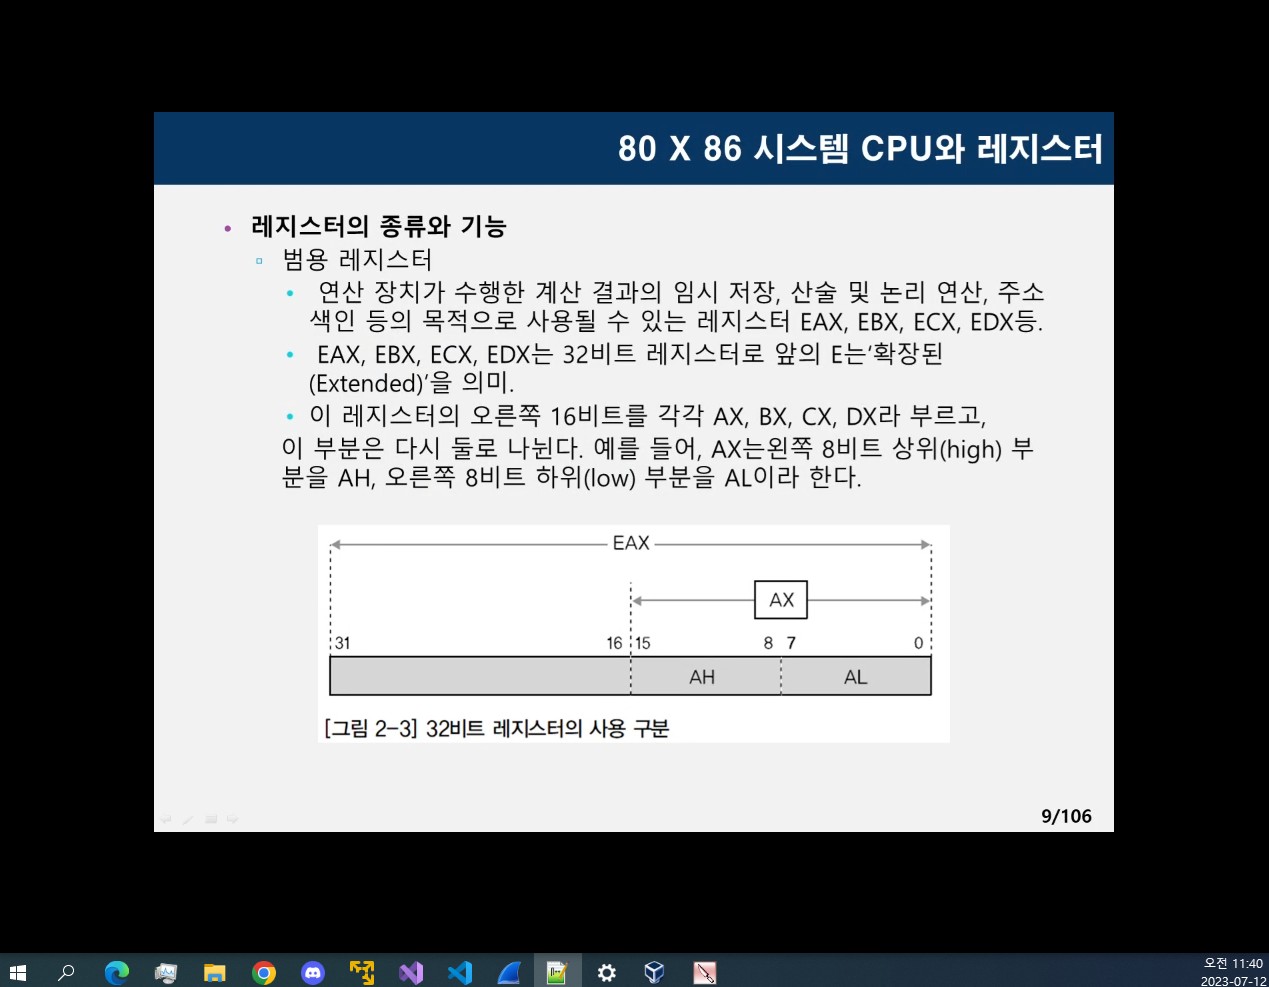 80 X 86 시스템 CPU와 레지스터
• 레지스터의 종류와 기능
▫ 범용 레지스터
• 연산 장치가 수행한 계산 결과의 임시 저장, 산술 및 논리 연산, 주소
색인 등의 목적으로 사용될 수 있는 레지스터 EAX, EBX, ECX, EDX등.
• EAX, EBX, ECX, EDX는 32비트 레지스터로 앞의 E는‘확장된
(Extended)’을 의미.
• 이 레지스터의 오른쪽 16비트를 각각 AX, BX, CX, DX라 부르고,
이 부분은 다시 둘로 나뉜다. 예를 들어, AX는왼쪽 8비트 상위(high) 부
분을 AH, 오른쪽 8비트 하위(low) 부분을 AL이라 한다.
EAX
AX
31 16 15 8 7 0
AH AL
[그림 2-3] 32비트 레지스터의 사용 구분
9/106
오전 11:40
2023-07-12